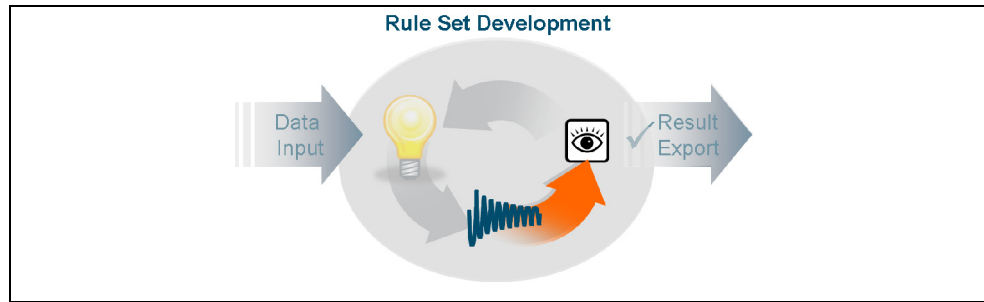 Rule Set Development
Data
Input
Result
Export